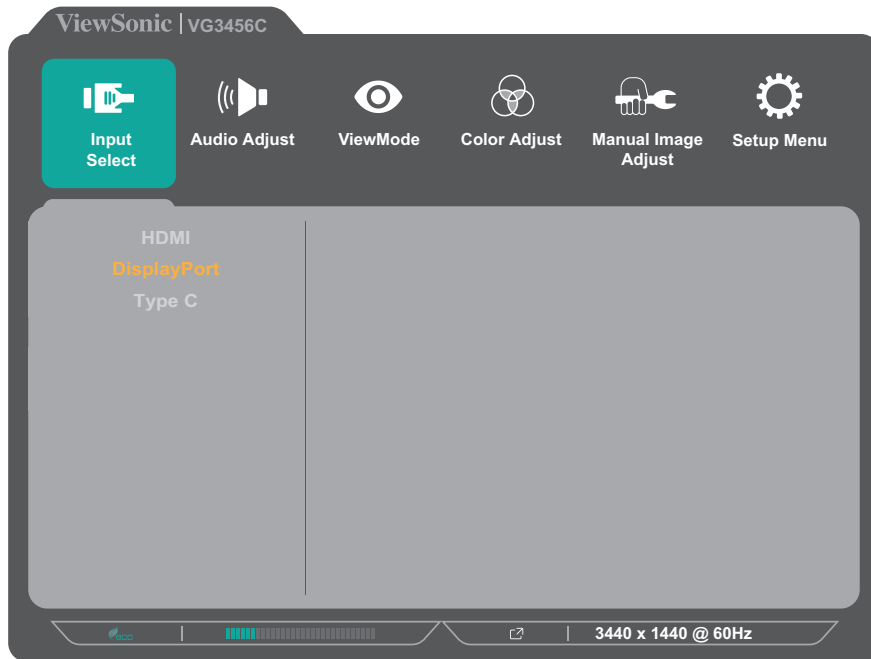 ViewSonic | VG3456C
Input
Select
Audio Adjust
ViewMode
Color Adjust
Manual Image
Adjust
Setup Menu
HDMI
DisplayPort
Type C
eco
3440 x 1440 @ 60Hz